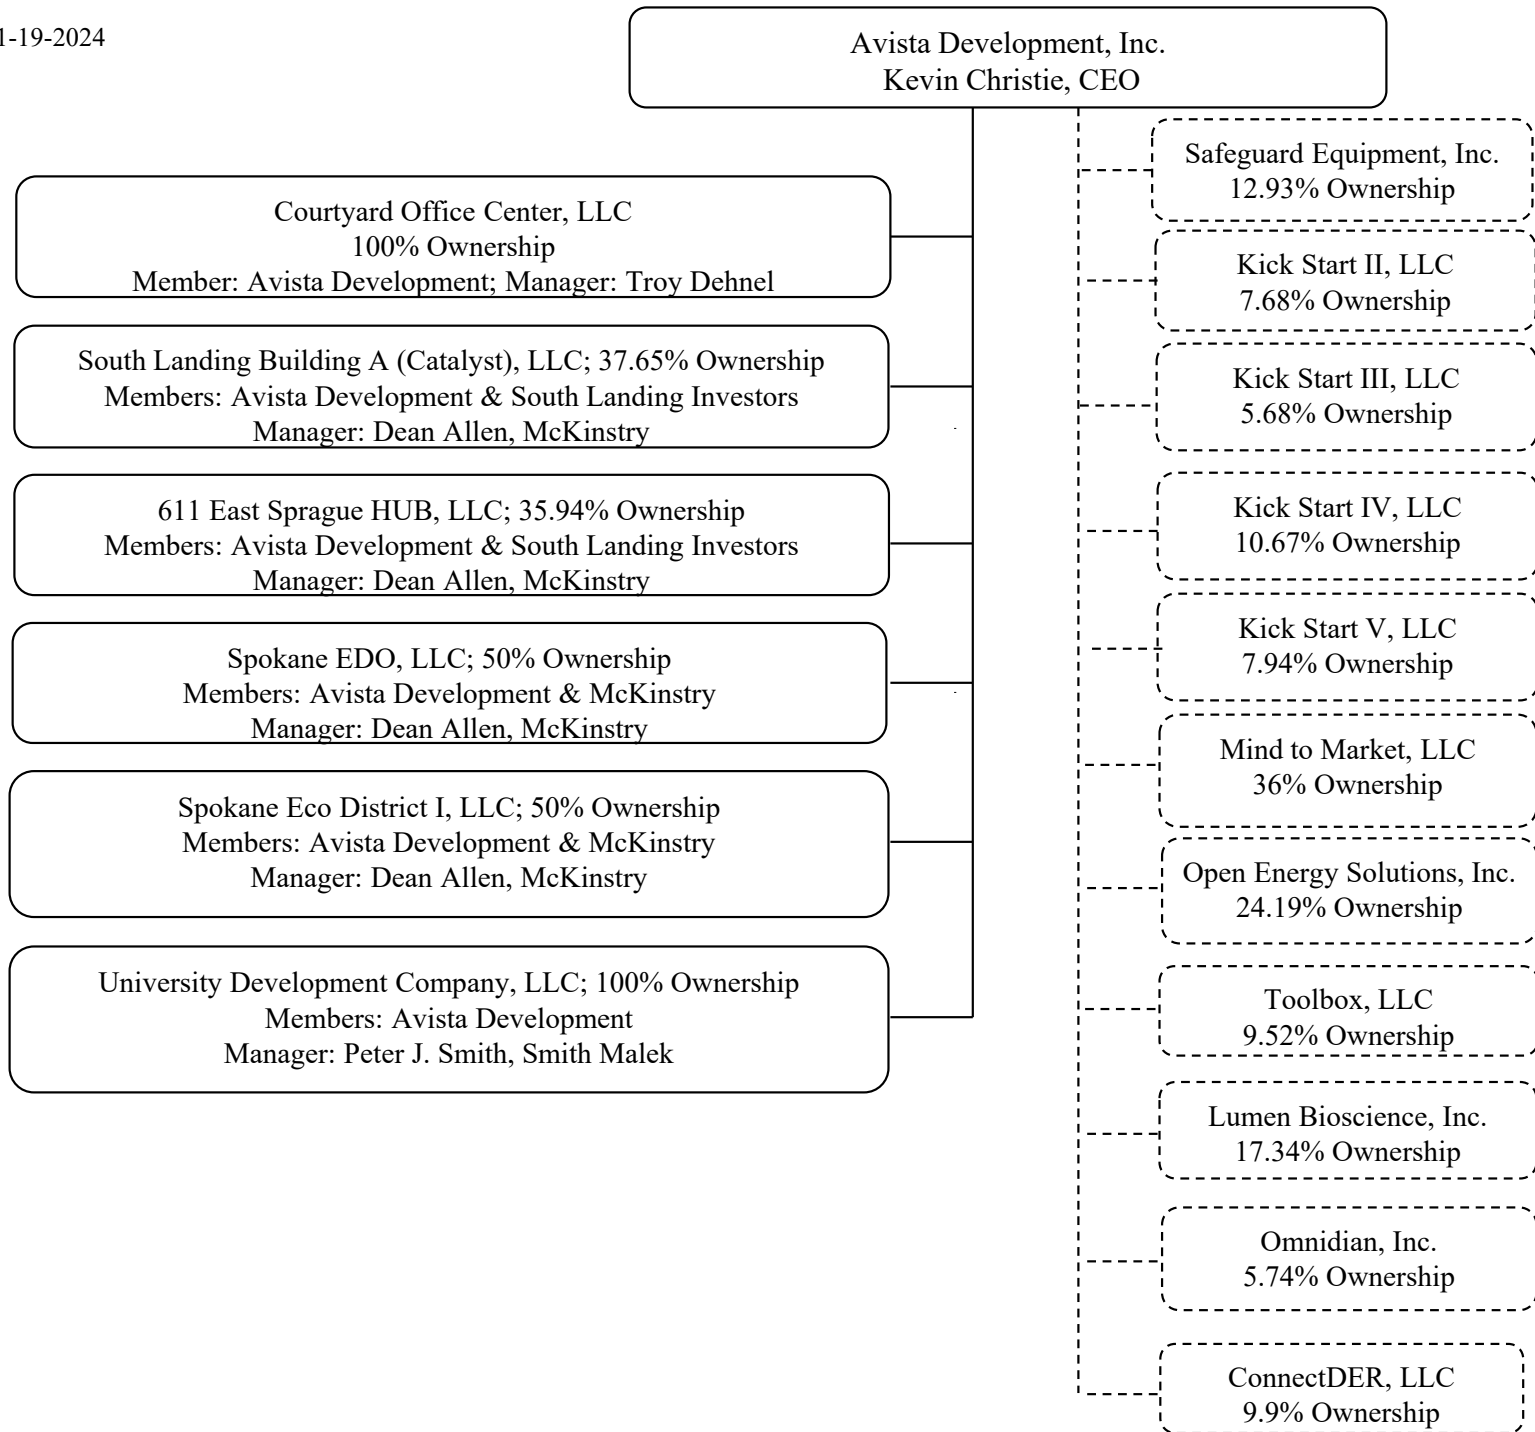 1-19-2024
Avista Development, Inc.
Kevin Christie, CEO
Courtyard Office Center, LLC
100% Ownership
Member: Avista Development; Manager: Troy Dehnel
South Landing Building A (Catalyst), LLC; 37.65% Ownership
Members: Avista Development & South Landing Investors
Manager: Dean Allen, McKinstry
611 East Sprague HUB, LLC; 35.94% Ownership
Members: Avista Development & South Landing Investors
Manager: Dean Allen, McKinstry
Spokane EDO, LLC; 50% Ownership
Members: Avista Development & McKinstry
Manager: Dean Allen, McKinstry
Spokane Eco District I, LLC; 50% Ownership
Members: Avista Development & McKinstry
Manager: Dean Allen, McKinstry
University Development Company, LLC; 100% Ownership
Members: Avista Development
Manager: Peter J. Smith, Smith Malek
Safeguard Equipment, Inc.
12.93% Ownership
Kick Start II, LLC
7.68% Ownership
Kick Start III, LLC
5.68% Ownership
Kick Start IV, LLC
10.67% Ownership
Kick Start V, LLC
7.94% Ownership
Mind to Market, LLC
36% Ownership
Open Energy Solutions, Inc.
24.19% Ownership
Toolbox, LLC
9.52% Ownership
Lumen Bioscience, Inc.
17.34% Ownership
Omnidian, Inc.
5.74% Ownership
ConnectDER, LLC
9.9% Ownership